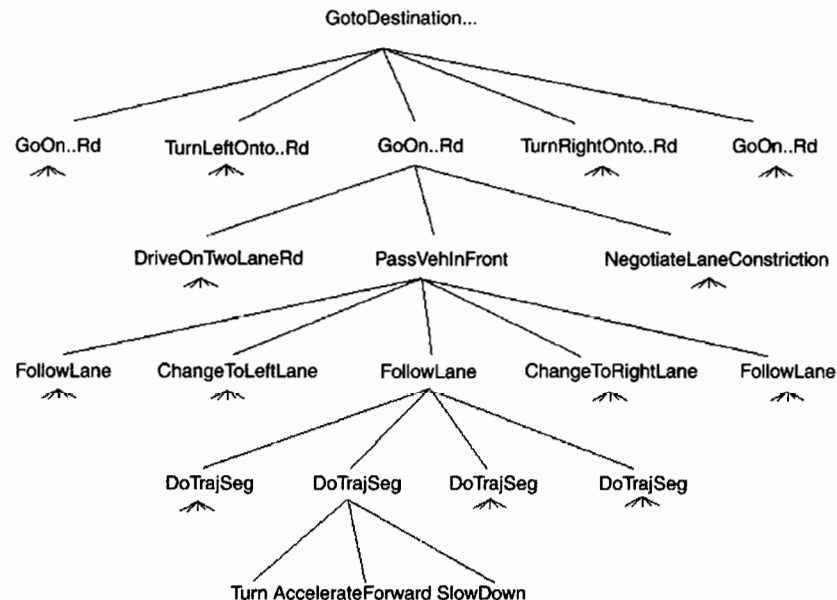 GotoDestination...
GoOn..Rd TurnLeftOnto..Rd GoOn..Rd TurnRightOnto..Rd GoOn..Rd
DriveOnTwoLaneRd PassVehInFront NegotiateLaneConstriction
FollowLane ChangeToLeftLane FollowLane ChangeToRightLane FollowLane
DoTrajSeg DoTrajSeg DoTrajSeg DoTrajSeg
Turn AccelerateForward SlowDown